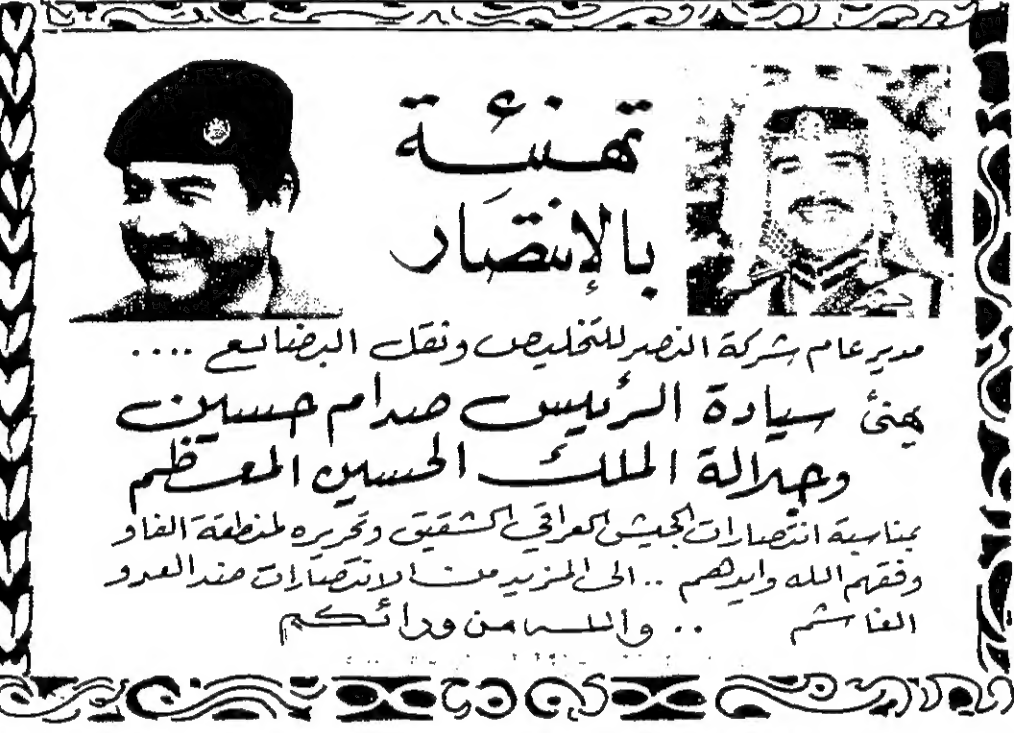 تهنئة
بالإنتصَار
مدير عام شركة النصر للتخليص ونقل البضائع ....
يهنئ سيادة الرئيس صدام حسين
وجلالة الملك الحسين المعظم
بمناسبة انتصارات الجيش العراقي الشقيق وتحريره لمنطقة الفاو
وفقهم الله وايدهم .. الى المزيد من الانتصارات ضد العدو
الغاشم .. والله من ورائكم